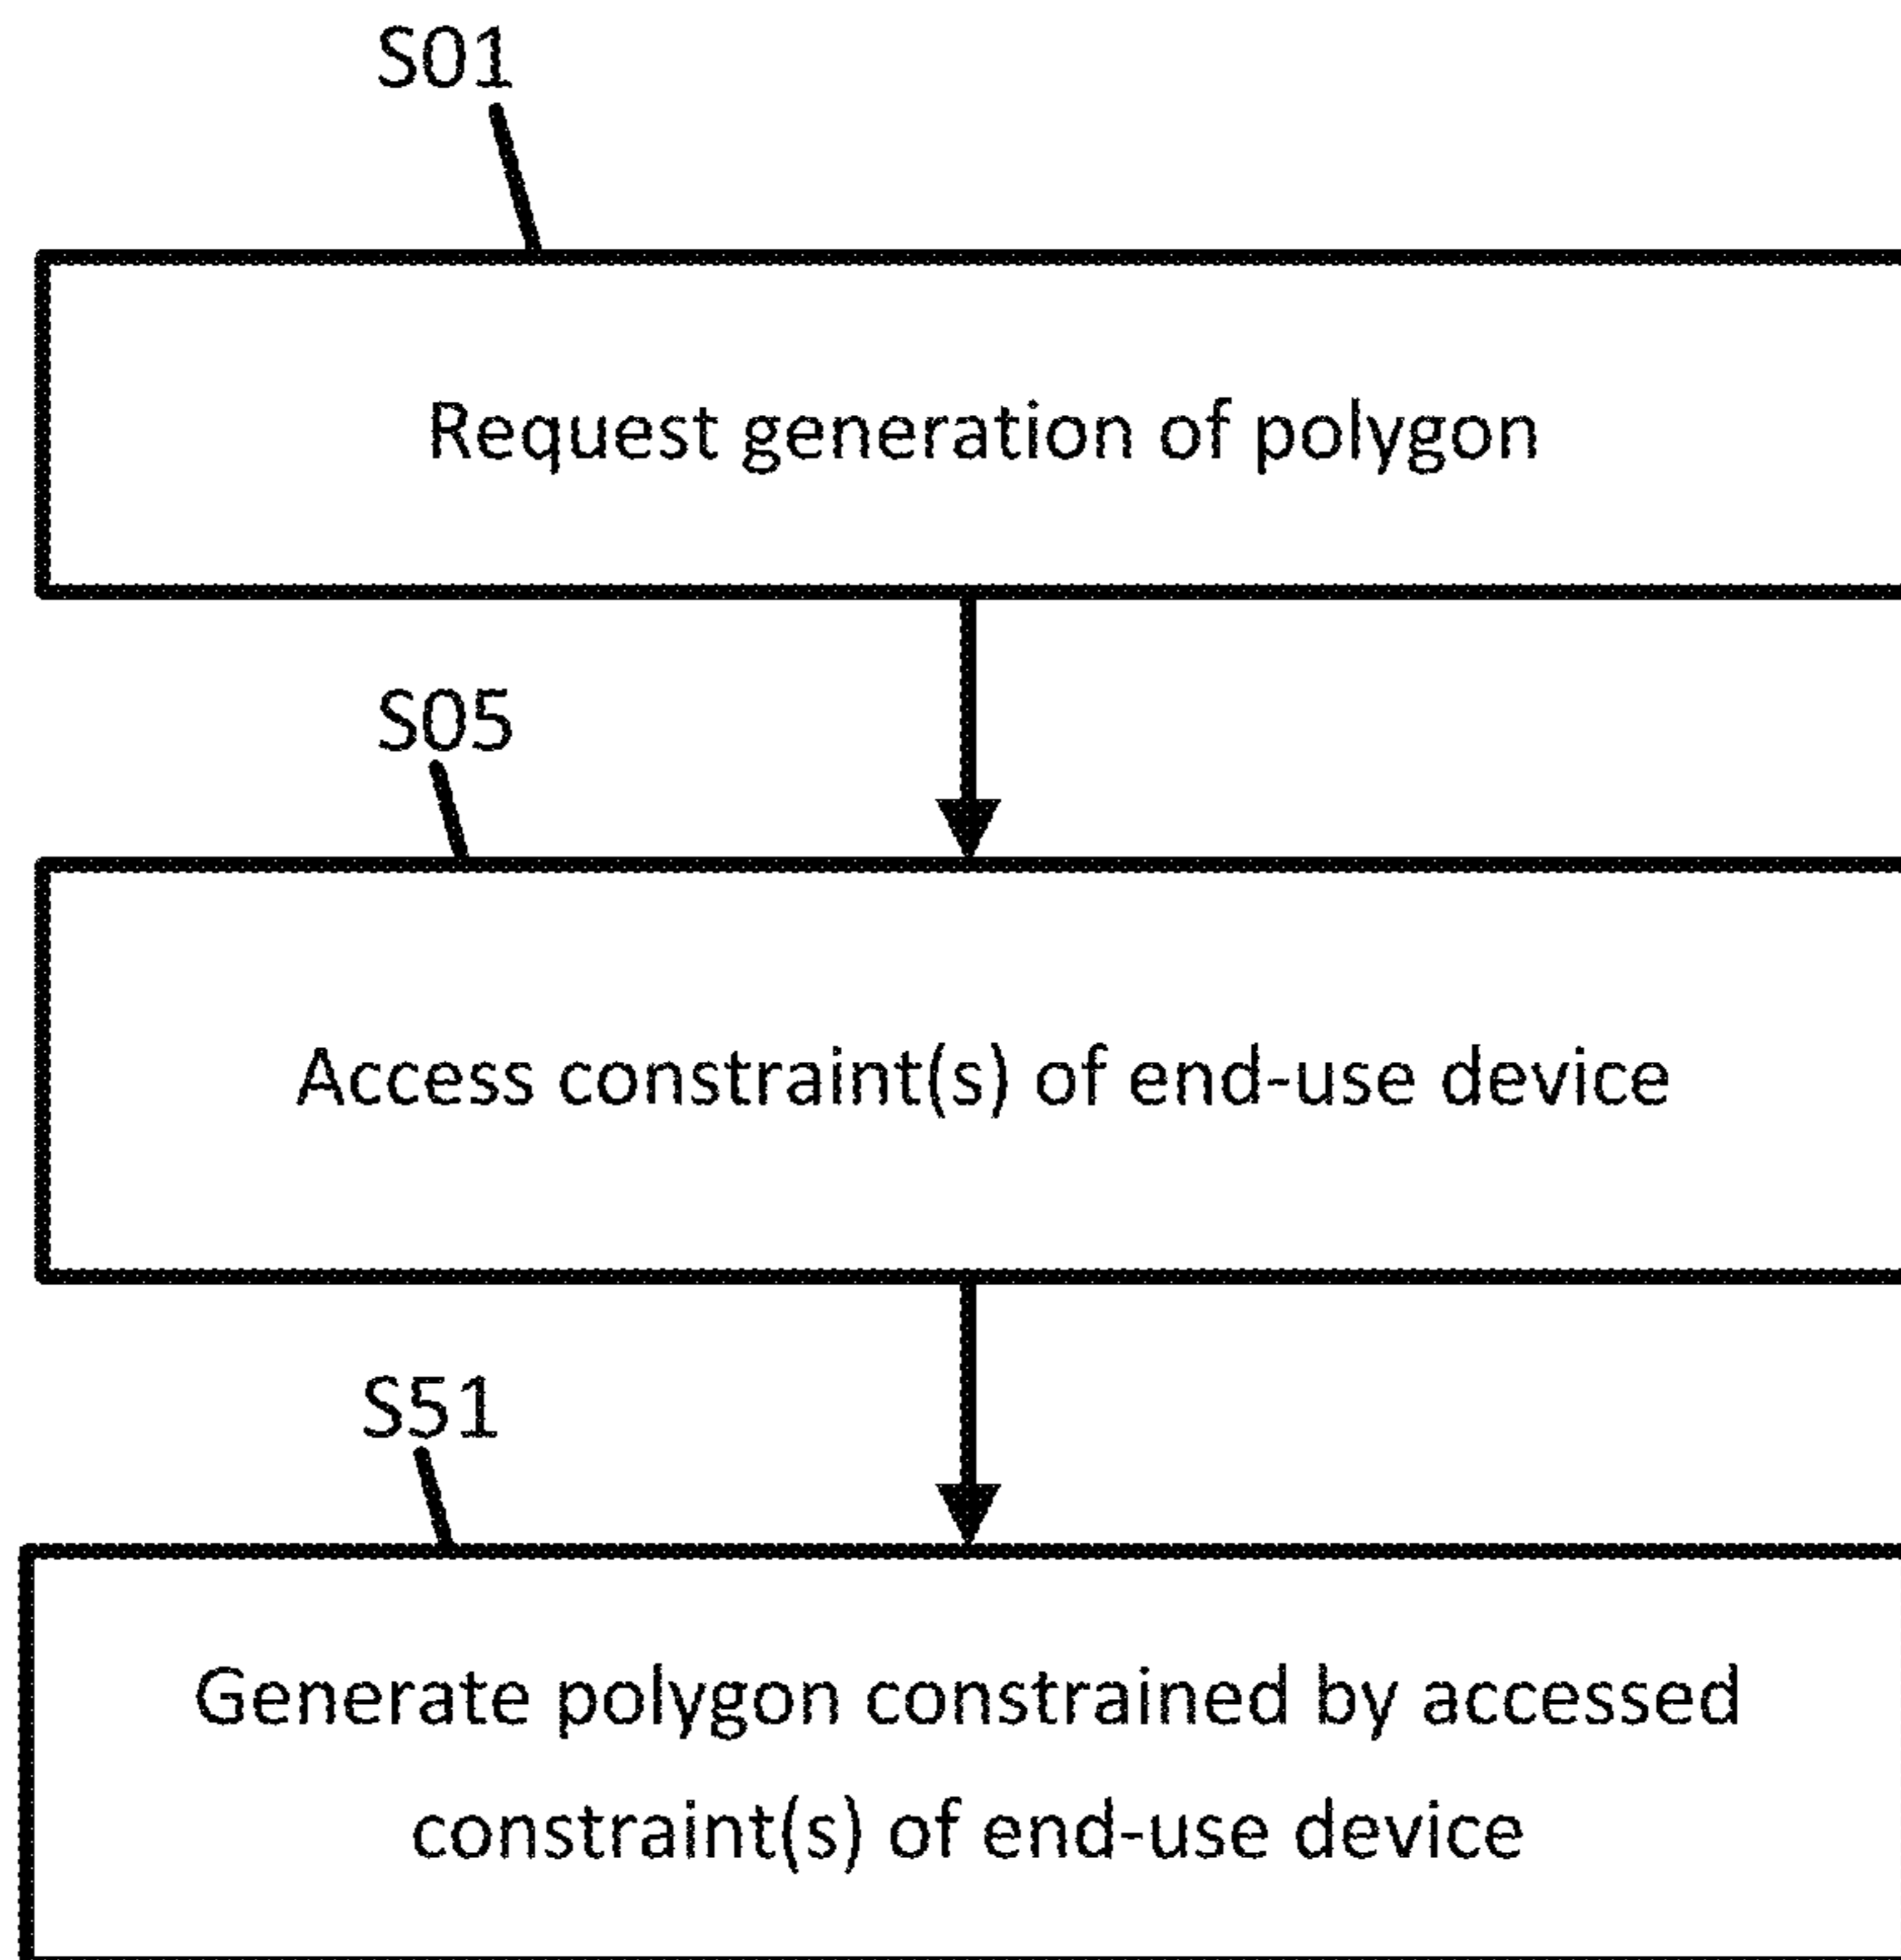 S01
Request generation of polygon
S05
Access constraint(s) of end-use device
S51
Generate polygon constrained by accessed
constraint(s) of end-use device